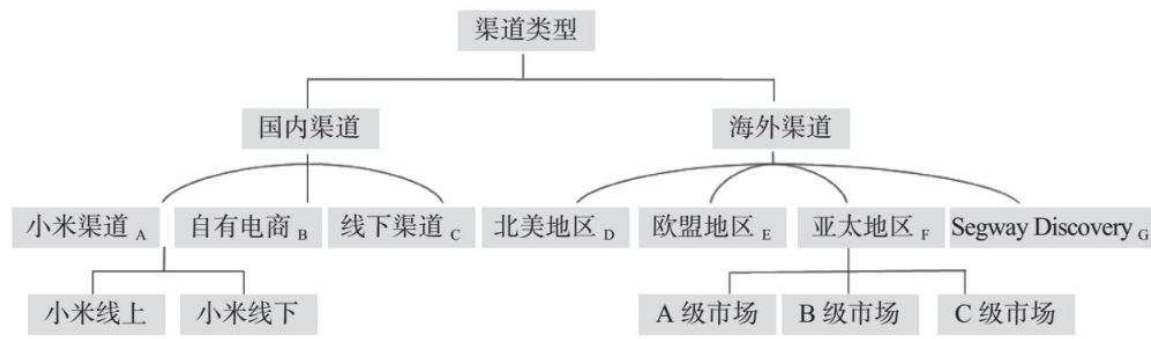 渠道类型
国内渠道
海外渠道
小米渠道 A
自有电商 B
线下渠道 C
北美地区 D
欧盟地区 E
亚太地区 F
Segway Discovery G
小米线上
小米线下
A 级市场
B 级市场
C 级市场